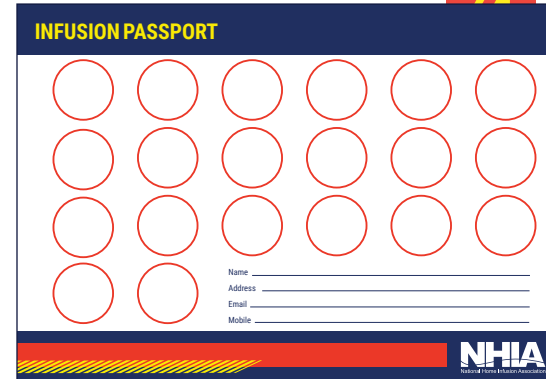 INFUSION PASSPORT
Name
Address
Email
Mobile
NHIA
National Home Infusion Association